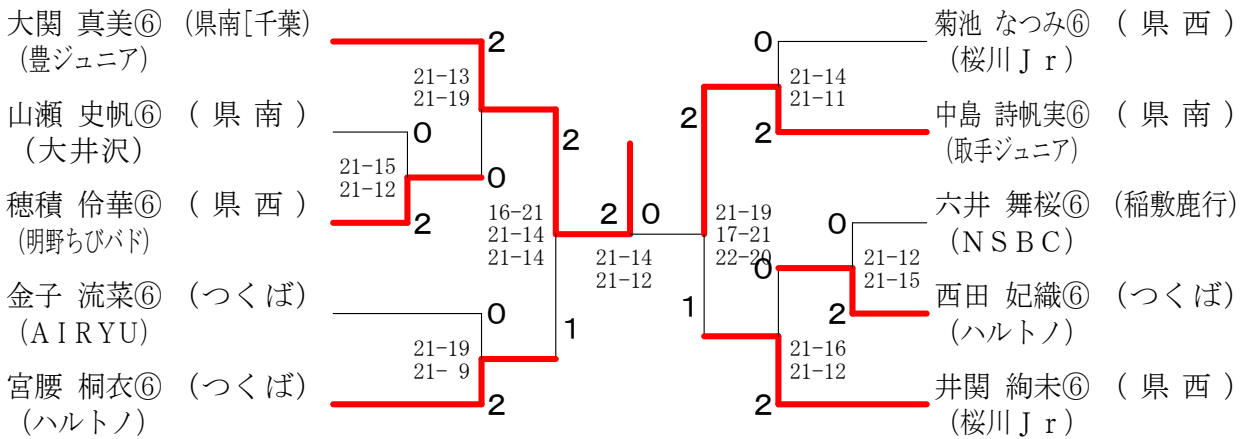 大関 真美⑥ (県南[千葉)
(豊ジュニア)
山瀬 史帆⑥ (県南)
(大井沢)
穂積 伶華⑥ (県西)
(明野ちびバド)
金子 流菜⑥ (つくば)
(AIRYU)
宮腰 桐衣⑥ (つくば)
(ハルトノ)
2
21-13
21-19
0
21-15
21-12
2
0
2
16-21
21-14
21-14
1
0
21-19
21- 9
2
2 0
21-14
21-12
2
21-19
17-21
22-20
1
0
21-14
21-11
2
0
21-12
21-15
2
0
21-16
21-12
2
菊池 なつみ⑥ (県西)
(桜川Jr)
中島 詩帆実⑥ (県南)
(取手ジュニア)
六井 舞桜⑥ (稲敷鹿行)
(NSBC)
西田 妃織⑥ (つくば)
(ハルトノ)
井関 絢未⑥ (県西)
(桜川Jr)